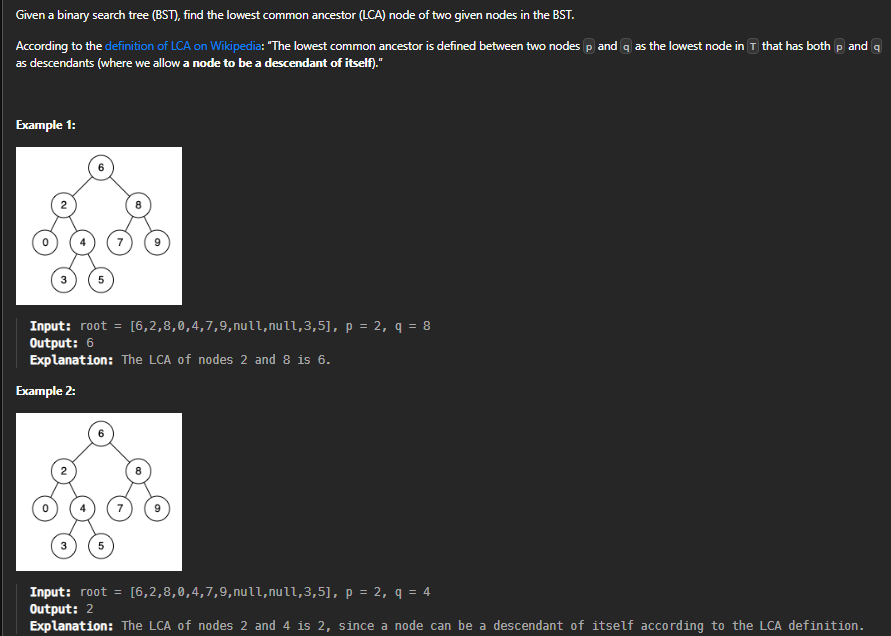 Given a binary search tree (BST), find the lowest common ancestor (LCA) node of two given nodes in the BST.
According to the definition of LCA on Wikipedia: “The lowest common ancestor is defined between two nodes p and q as the lowest node in T that has both p and q
as descendants (where we allow a node to be a descendant of itself).”
Example 1:
6
2 8
0 4 7 9
3 5
Input: root = [6,2,8,0,4,7,9,null,null,3,5], p = 2, q = 8
Output: 6
Explanation: The LCA of nodes 2 and 8 is 6.
Example 2:
6
2 8
0 4 7 9
3 5
Input: root = [6,2,8,0,4,7,9,null,null,3,5], p = 2, q = 4
Output: 2
Explanation: The LCA of nodes 2 and 4 is 2, since a node can be a descendant of itself according to the LCA definition.